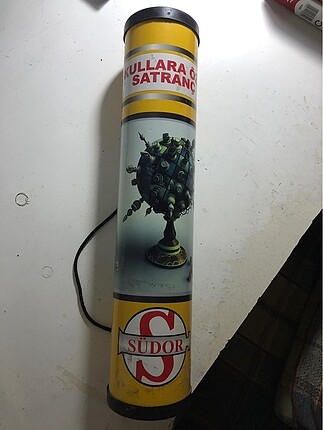 KULLARA Ö
SATRANÇ
S
SÜDOR